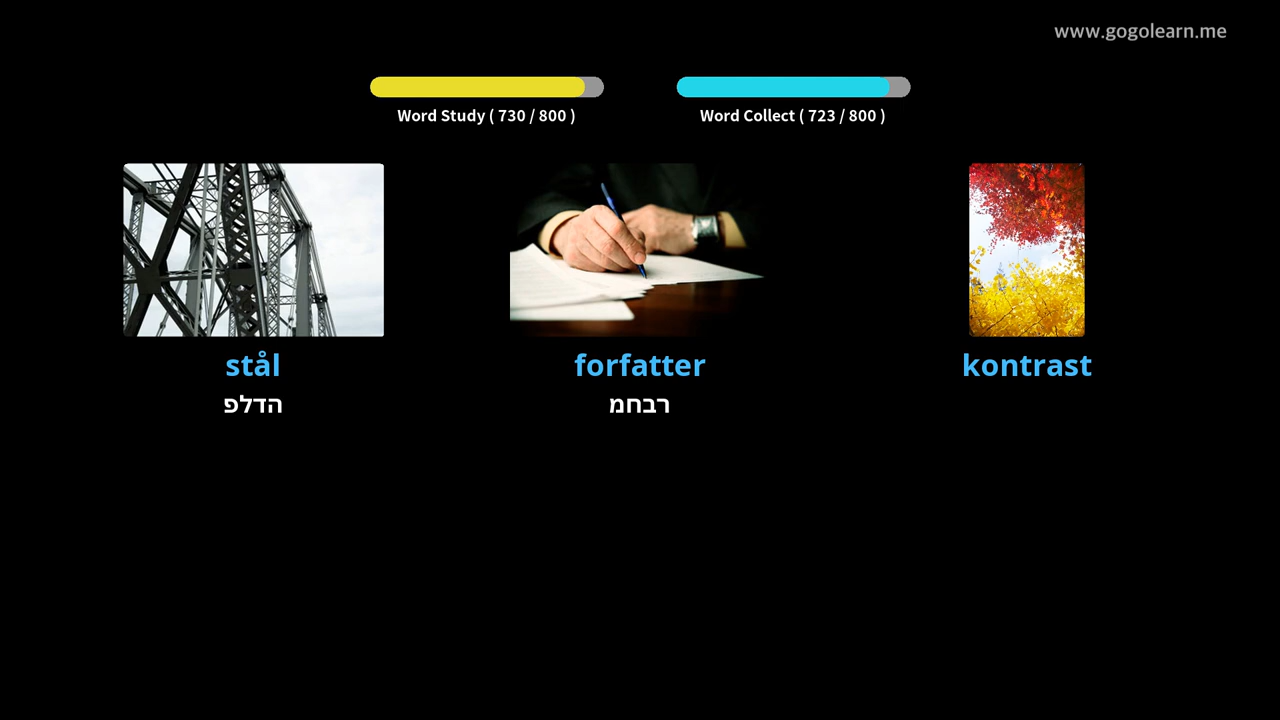 www.gogolearn.me
Word Study ( 730 / 800 )
Word Collect ( 723 / 800 )
stål
הדלפ
forfatter
רבחמ
kontrast